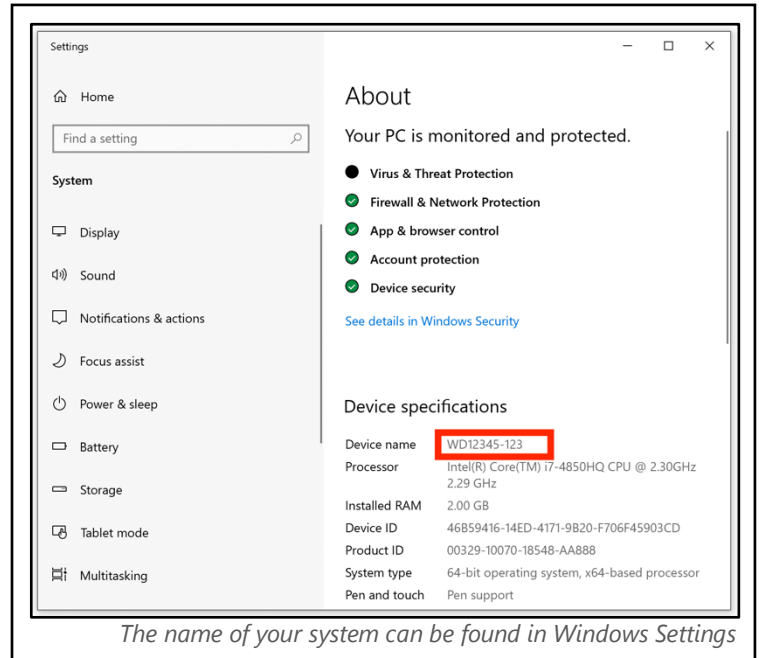 Settings
Home
Find a setting
System
Display
Sound
Notifications & actions
Focus assist
Power & sleep
Battery
Storage
Tablet mode
Multitasking
About
Your PC is monitored and protected.
Virus & Threat Protection
Firewall & Network Protection
App & browser control
Account protection
Device security
See details in Windows Security
Device specifications
Device name WD12345-123
Processor Intel(R) Core(TM) i7-4850HQ CPU @ 2.30GHz
2.29 GHz
Installed RAM 2.00 GB
Device ID 46B59416-14ED-4171-9B20-F706F45903CD
Product ID 00329-10070-18548-AA888
System type 64-bit operating system, x64-based processor
Pen and touch Pen support
The name of your system can be found in Windows Settings